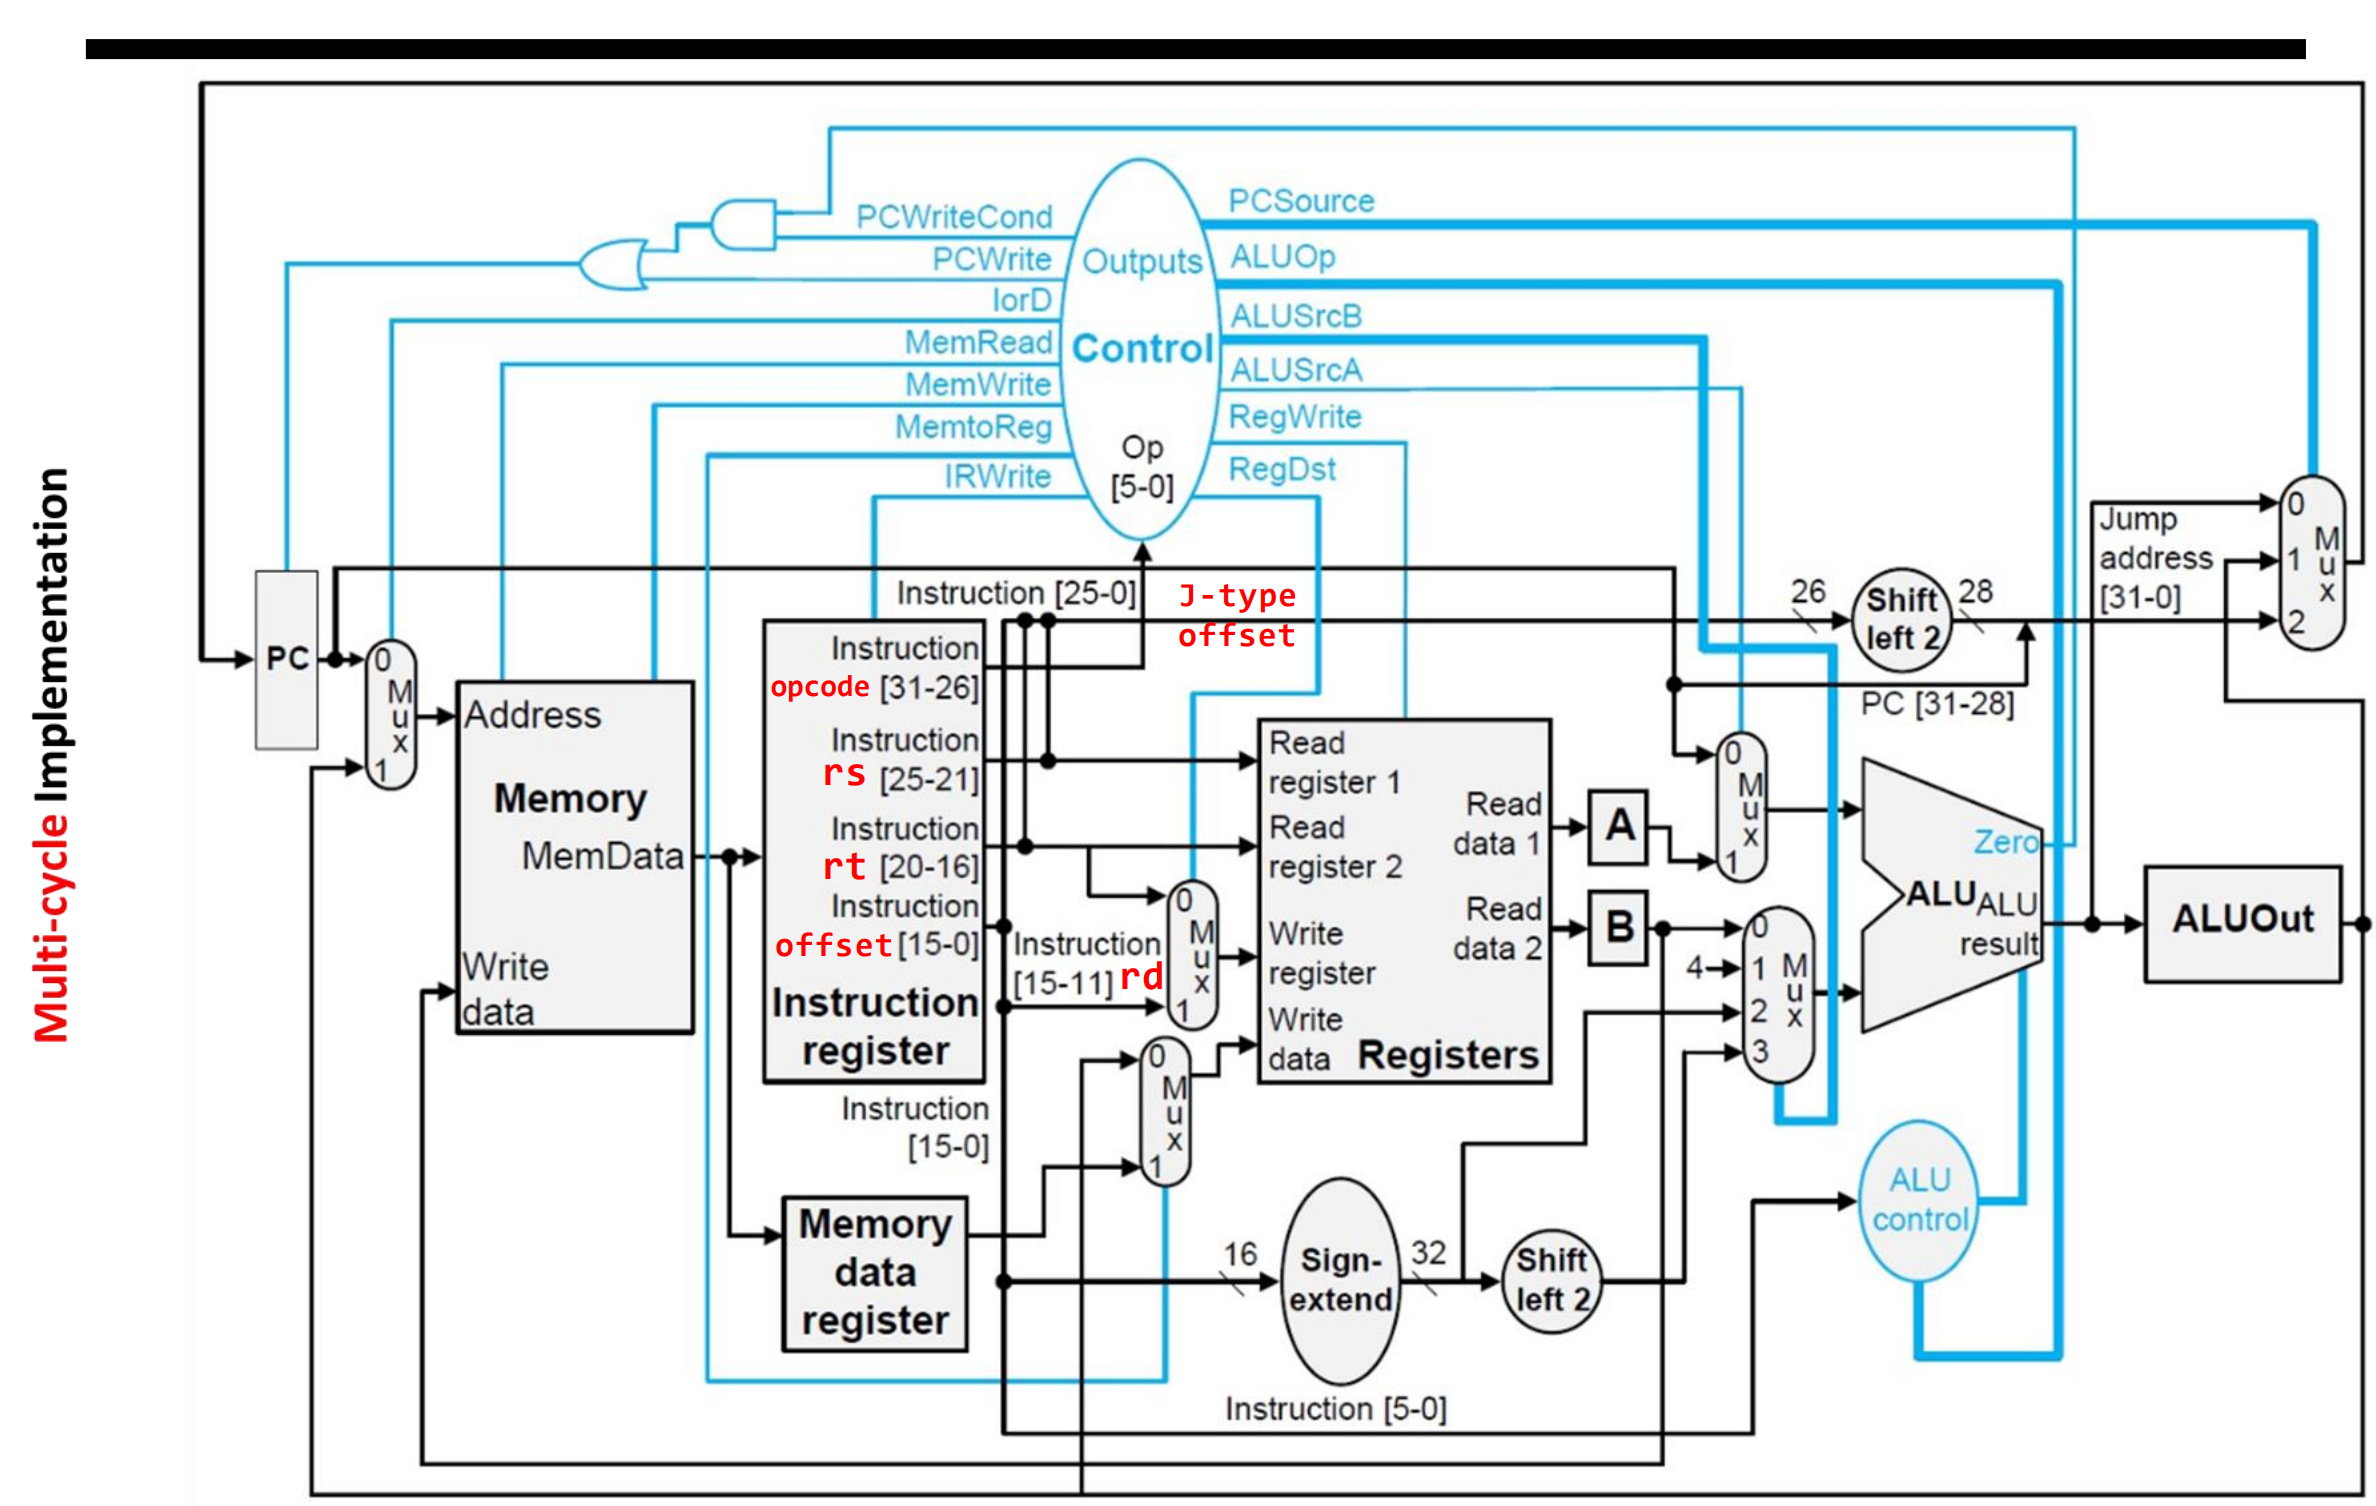 Multi-cycle Implementation
PCWriteCond
PCWrite
IorD
MemRead
MemWrite
MemtoReg
IRWrite
Outputs
Control
Op
[5-0]
PCSource
ALUOp
ALUSrcB
ALUSrcA
RegWrite
RegDst
PC
0
M
u
x
1
Address
Memory
MemData
Write
data
Instruction [25-0]
J-type
offset
Instruction
opcode [31-26]
Instruction
rs [25-21]
Instruction
rt [20-16]
Instruction
offset [15-0]
Instruction
register
Instruction
[15-0]
Memory
data
register
Instruction
[15-11] rd
0
M
u
x
1
0
M
u
x
1
Read
register 1
Read
register 2
Write
register
Write
data
Registers
Read
data 1
Read
data 2
A
B
16
Sign-
extend
32
Shift
left 2
Instruction [5-0]
26
Shift
left 2
28
PC [31-28]
Jump
address
[31-0]
0
M
u
x
1
0
4
1
2
3
M
u
x
Zero
ALU
ALU
result
ALU
control
ALUOut
0
1
2
M
u
x